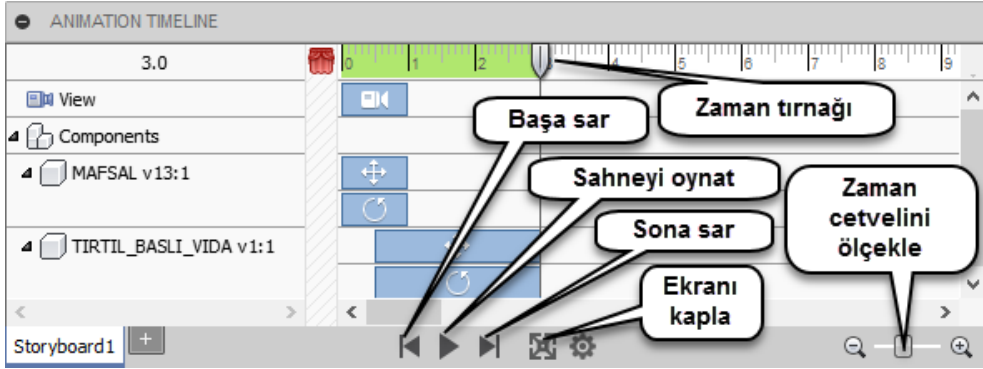 ANIMATION TIMELINE
3.0
0 1 2 3 4 5 6 7 8 9
View
Zaman tırnağı
Başa sar
Components
MAFSAL v13:1
Sahneyi oynat
Zaman
cetvelini
ölçekle
Sona sar
TIRTIL_BASLI_VIDA v1:1
Ekranı
kapla
Storyboard1 +